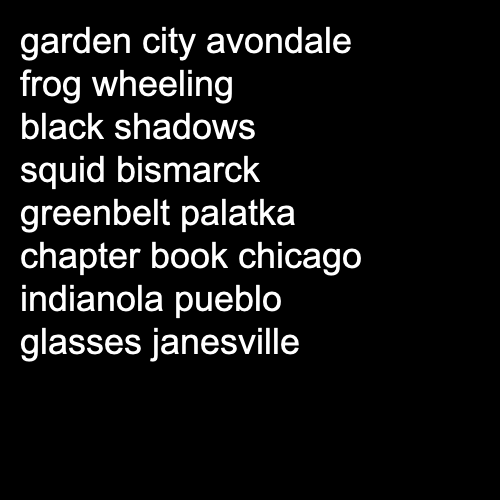 garden city avondale
frog wheeling
black shadows
squid bismarck
greenbelt palatka
chapter book chicago
indianola pueblo
glasses janesville